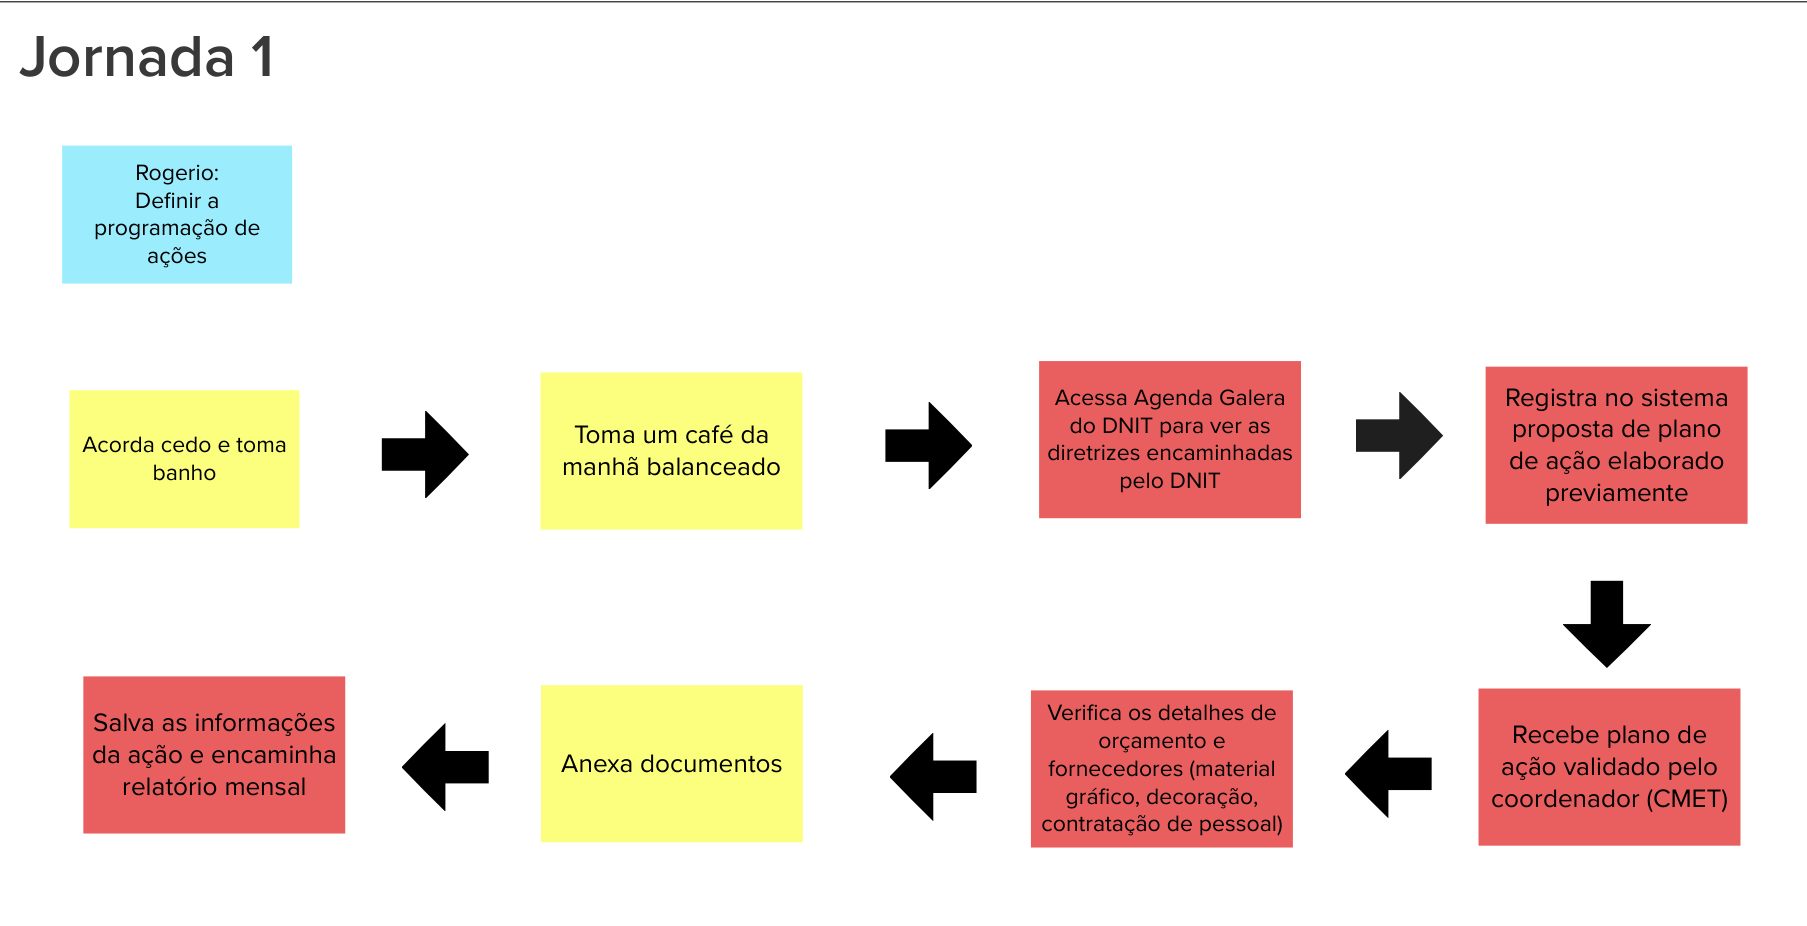 Jornada 1
Rogerio:
Definir a
programação de
ações
Acorda cedo e toma
banho
Toma um café da
manhã balanceado
Acessa Agenda Galera
do DNIT para ver as
diretrizes encaminhadas
pelo DNIT
Registra no sistema
proposta de plano
de ação elaborado
previamente
Recebe plano de
ação validado pelo
coordenador (CMET)
Verifica os detalhes de
orçamento e
fornecedores (material
gráfico, decoração,
contratação de pessoal)
Anexa documentos
Salva as informações
da ação e encaminha
relatório mensal